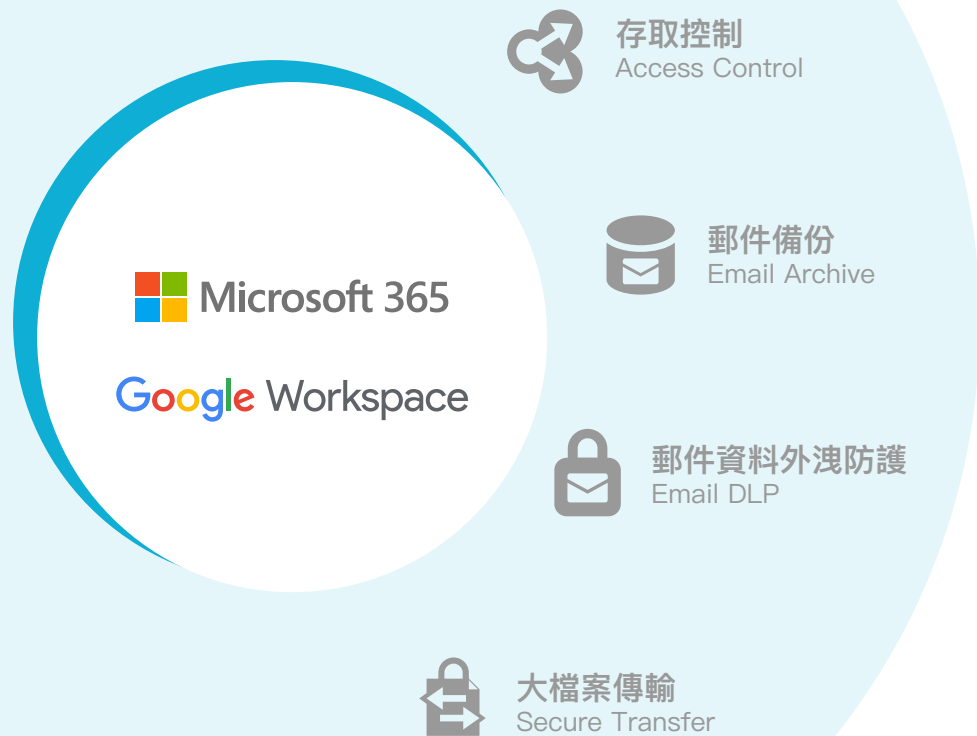 存取控制
Access Control
郵件備份
Email Archive
Microsoft 365
Google Workspace
郵件資料外洩防護
Email DLP
大檔案傳輸
Secure Transfer